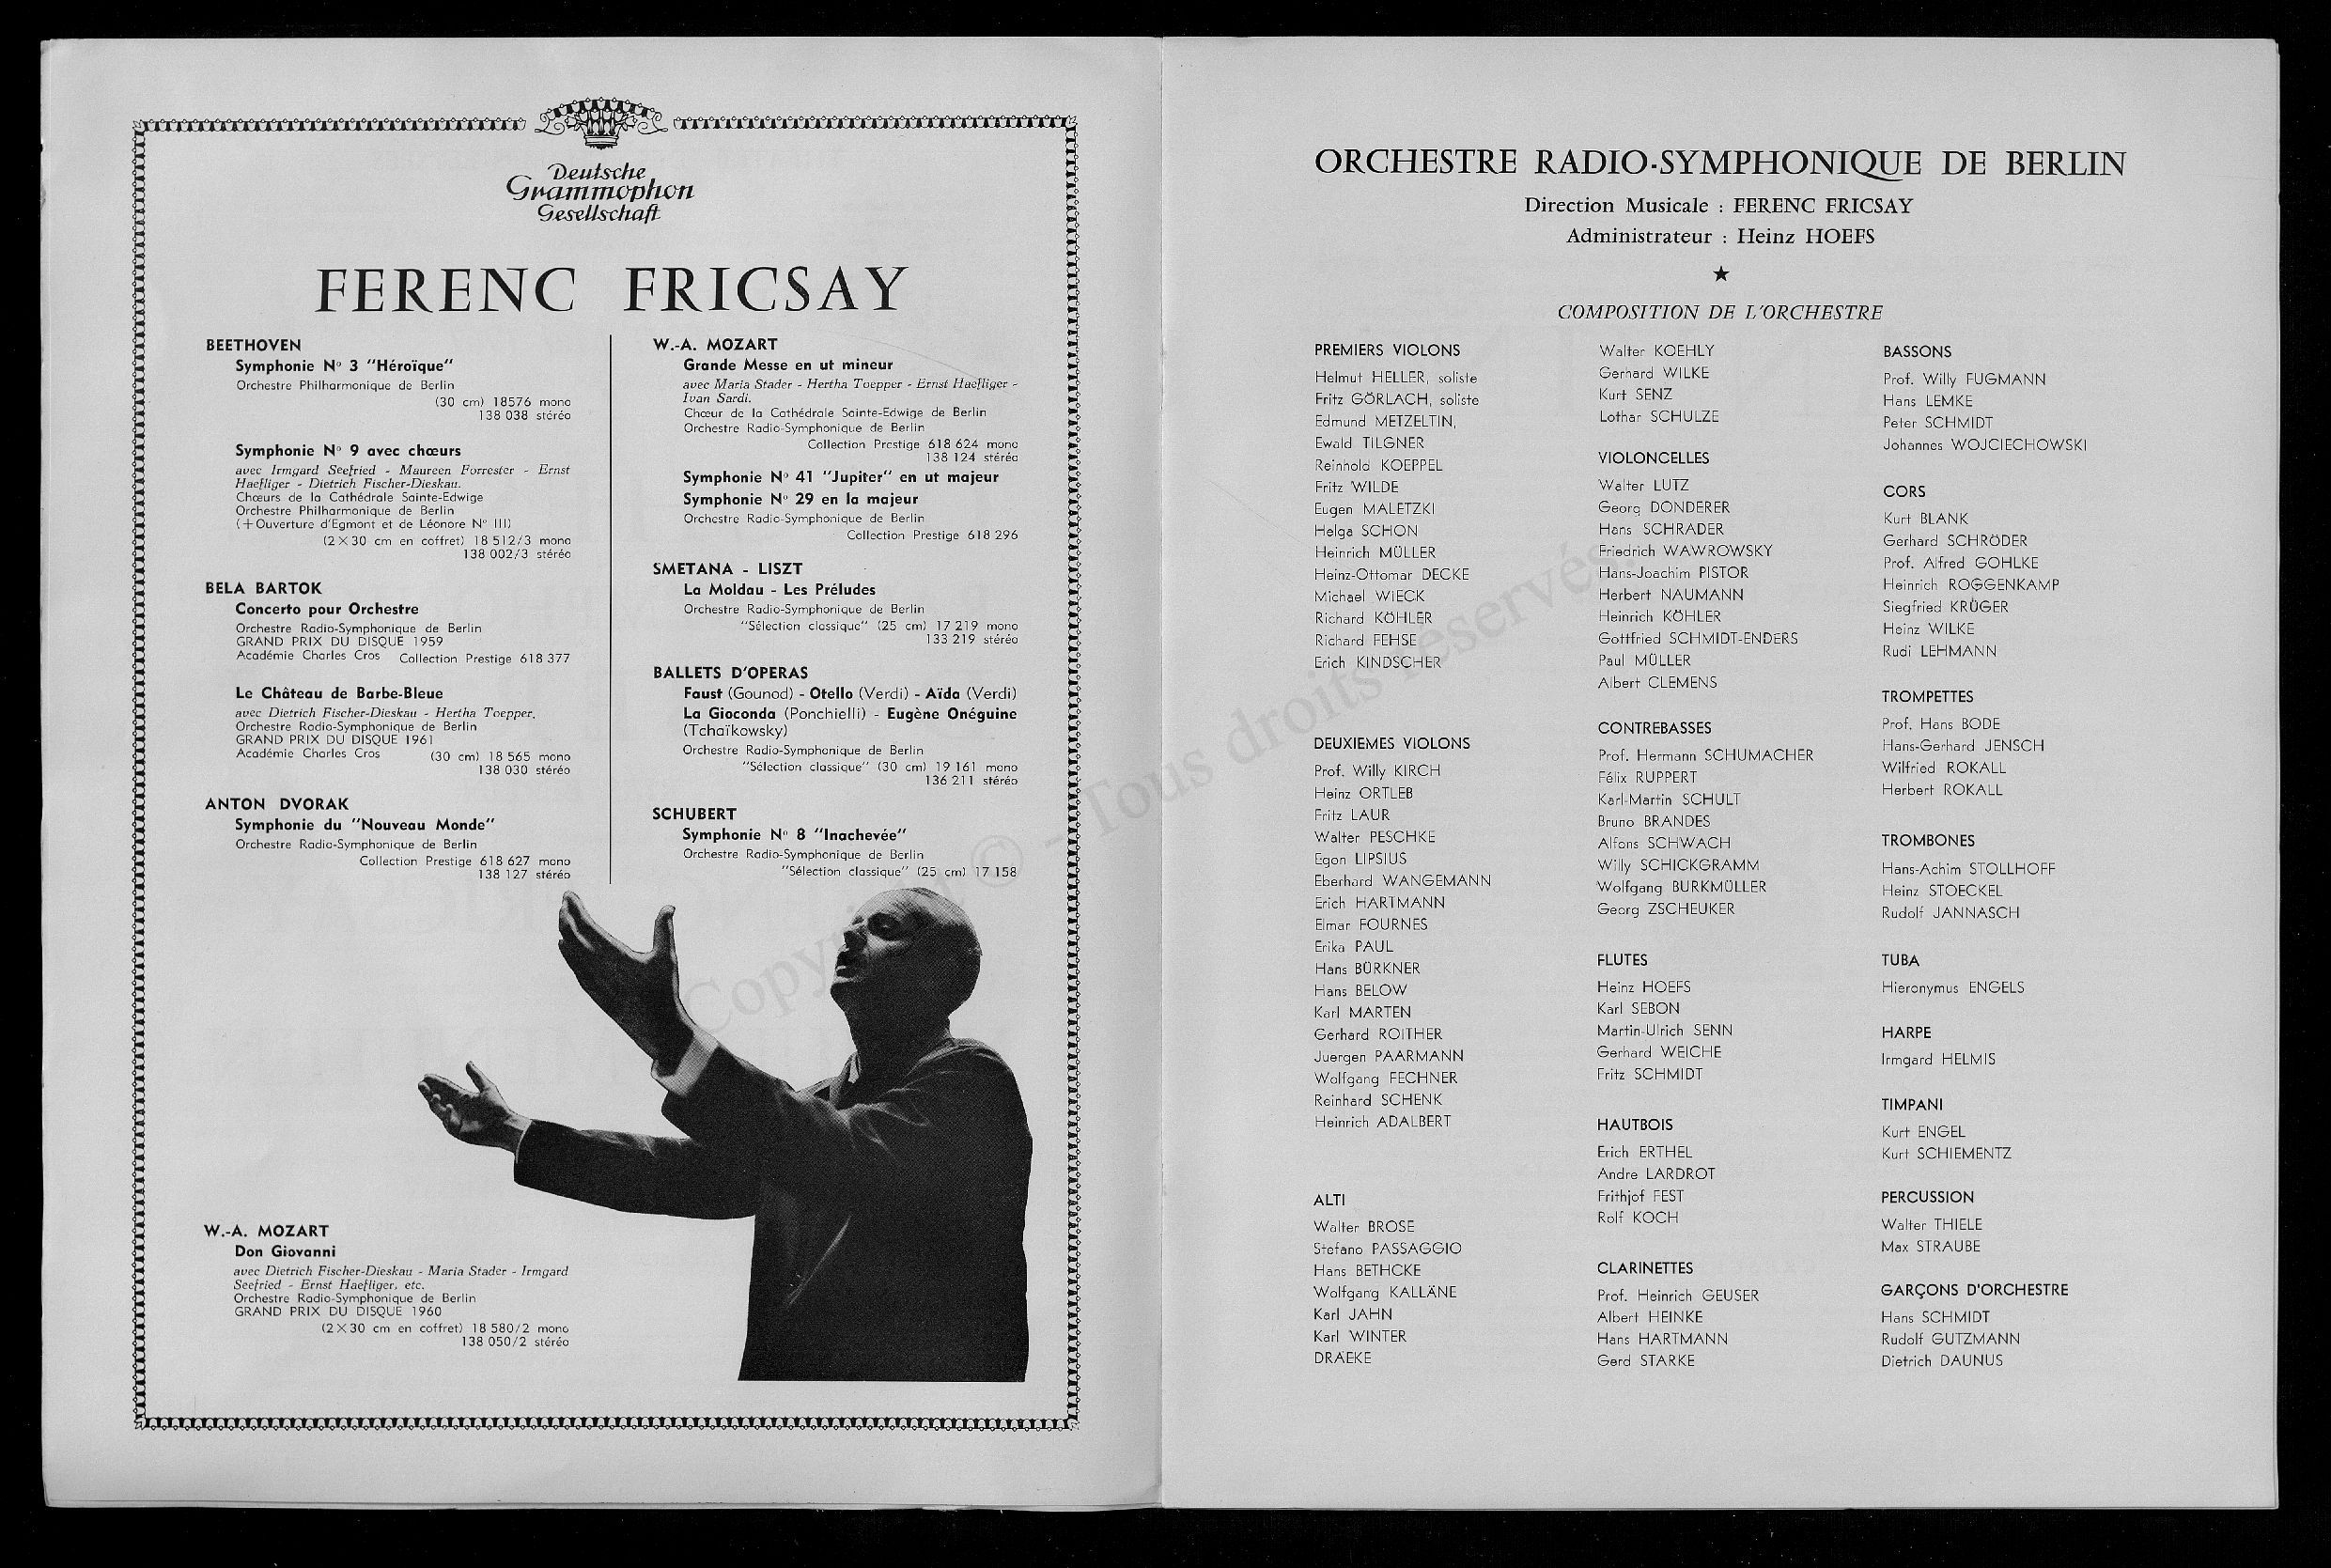 Deutsche
Grammophon
Gesellschaft
FERENC FRICSAY
BEETHOVEN
Symphonie No 3 "Héroïque"
Orchestre Philharmonique de Berlin
(30 cm) 18576 mono
138 038 stéréo
Symphonie No 9 avec chœurs
avec Irmgard Seefried - Maureen Forrester - Ernst
Haefliger - Dietrich Fischer-Dieskau.
Chœurs de la Cathédrale Sainte-Edwige
Orchestre Philharmonique de Berlin
(+Ouverture d'Egmont et de Léonore No III)
(2×30 cm en coffret) 18 512/3 mono
138 002/3 stéréo
BELA BARTOK
Concerto pour Orchestre
Orchestre Radio-Symphonique de Berlin
GRAND PRIX DU DISQUE 1959
Académie Charles Cros Collection Prestige 618 377
Le Château de Barbe-Bleue
avec Dietrich Fischer-Dieskau - Hertha Toepper.
Orchestre Radio-Symphonique de Berlin
GRAND PRIX DU DISQUE 1961
Académie Charles Cros (30 cm) 18 565 mono
138 030 stéréo
ANTON DVORAK
Symphonie du "Nouveau Monde"
Orchestre Radio-Symphonique de Berlin
Collection Prestige 618 627 mono
138 127 stéréo
W.-A. MOZART
Don Giovanni
avec Dietrich Fischer-Dieskau - Maria Stader - Irmgard
Seefried - Ernst Haefliger, etc.
Orchestre Radio-Symphonique de Berlin
GRAND PRIX DU DISQUE 1960
(2×30 cm en coffret) 18 580/2 mono
138 050/2 stéréo
W.-A. MOZART
Grande Messe en ut mineur
avec Maria Stader - Hertha Toepper - Ernst Haefliger -
Ivan Sardi.
Chœur de la Cathédrale Sainte-Edwige de Berlin
Orchestre Radio-Symphonique de Berlin
Collection Prestige 618 624 mono
138 124 stéréo
Symphonie No 41 "Jupiter" en ut majeur
Symphonie No 29 en la majeur
Orchestre Radio-Symphonique de Berlin
Collection Prestige 618 296
SMETANA - LISZT
La Moldau - Les Préludes
Orchestre Radio-Symphonique de Berlin
"Sélection classique" (25 cm) 17 219 mono
133 219 stéréo
BALLETS D'OPERAS
Faust (Gounod) - Otello (Verdi) - Aïda (Verdi)
La Gioconda (Ponchielli) - Eugène Onéguine
(Tchaïkowsky)
Orchestre Radio-Symphonique de Berlin
"Sélection classique" (30 cm) 19 161 mono
136 211 stéréo
SCHUBERT
Symphonie No 8 "Inachevée"
Orchestre Radio-Symphonique de Berlin
"Sélection classique" (25 cm) 17 158
Copyright © - Tous droits réservés.
ORCHESTRE RADIO-SYMPHONIQUE DE BERLIN
Direction Musicale : FERENC FRICSAY
Administrateur : Heinz HOEFS
★
COMPOSITION DE L'ORCHESTRE
PREMIERS VIOLONS
Helmut HELLER, soliste
Fritz GÖRLACH, soliste
Edmund METZELTIN,
Ewald TILGNER
Reinhold KOEPPEL
Fritz WILDE
Eugen MALETZKI
Helga SCHON
Heinrich MÜLLER
Heinz-Ottomar DECKE
Michael WIECK
Richard KÖHLER
Richard FEHSE
Erich KINDSCHER
DEUXIEMES VIOLONS
Prof. Willy KIRCH
Heinz ORTLEB
Fritz LAUR
Walter PESCHKE
Egon LIPSIUS
Eberhard WANGEMANN
Erich HARTMANN
Elmar FOURNES
Erika PAUL
Hans BÜRKNER
Hans BELOW
Karl MARTEN
Gerhard ROITHER
Juergen PAARMANN
Wolfgang FECHNER
Reinhard SCHENK
Heinrich ADALBERT
ALTI
Walter BROSE
Stefano PASSAGGIO
Hans BETHCKE
Wolfgang KALLÄNE
Karl JAHN
Karl WINTER
DRAEKE
Walter KOEHLY
Gerhard WILKE
Kurt SENZ
Lothar SCHULZE
VIOLONCELLES
Walter LUTZ
Georg DONDERER
Hans SCHRADER
Friedrich WAWROWSKY
Hans-Joachim PISTOR
Herbert NAUMANN
Heinrich KÖHLER
Gottfried SCHMIDT-ENDERS
Paul MÜLLER
Albert CLEMENS
CONTREBASSES
Prof. Hermann SCHUMACHER
Félix RUPPERT
Karl-Martin SCHULT
Bruno BRANDES
Alfons SCHWACH
Willy SCHICKGRAMM
Wolfgang BURKMÜLLER
Georg ZSCHEUKER
FLUTES
Heinz HOEFS
Karl SEBON
Martin-Ulrich SENN
Gerhard WEICHE
Fritz SCHMIDT
HAUTBOIS
Erich ERTHEL
Andre LARDROT
Frithjof FEST
Rolf KOCH
CLARINETTES
Prof. Heinrich GEUSER
Albert HEINKE
Hans HARTMANN
Gerd STARKE
BASSONS
Prof. Willy FUGMANN
Hans LEMKE
Peter SCHMIDT
Johannes WOJCIECHOWSKI
CORS
Kurt BLANK
Gerhard SCHRÖDER
Prof. Alfred GOHLKE
Heinrich ROGGENKAMP
Siegfried KRÜGER
Heinz WILKE
Rudi LEHMANN
TROMPETTES
Prof. Hans BODE
Hans-Gerhard JENSCH
Wilfried ROKALL
Herbert ROKALL
TROMBONES
Hans-Achim STOLLHOFF
Heinz STOECKEL
Rudolf JANNASCH
TUBA
Hieronymus ENGELS
HARPE
Irmgard HELMIS
TIMPANI
Kurt ENGEL
Kurt SCHIEMENTZ
PERCUSSION
Walter THIELE
Max STRAUBE
GARÇONS D'ORCHESTRE
Hans SCHMIDT
Rudolf GUTZMANN
Dietrich DAUNUS